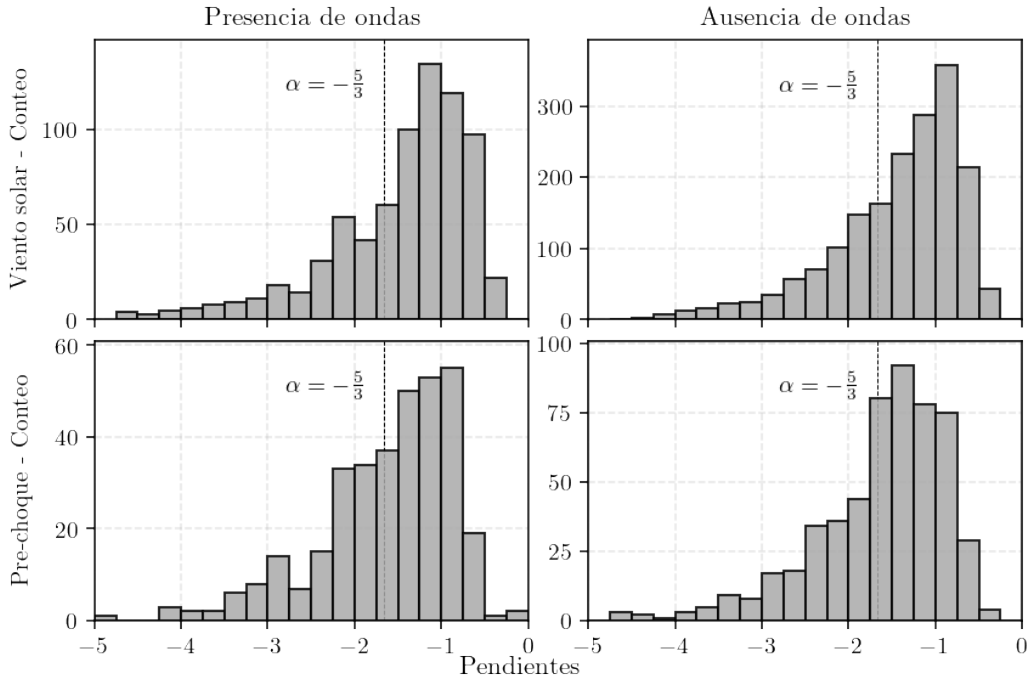 Presencia de ondas
Ausencia de ondas
Viento solar - Conteo
100
50
0
α = −5/3
300
200
100
0
α = −5/3
Pre-choque - Conteo
60
40
20
0
α = −5/3
100
75
50
25
0
α = −5/3
−5 −4 −3 −2 −1 0
−5 −4 −3 −2 −1 0
Pendientes